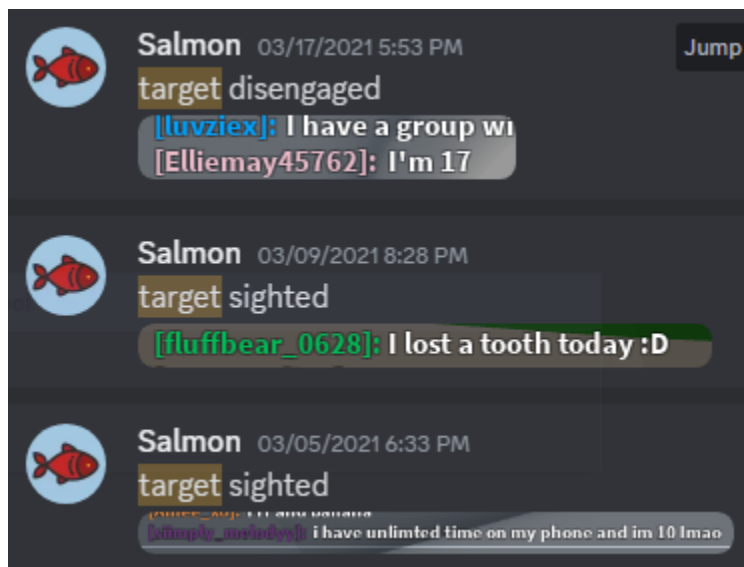 Salmon 03/17/2021 5:53 PM
Jump
target disengaged
[luvziex]: I have a group wi
[Elliemay45762]: I'm 17
Salmon 03/09/2021 8:28 PM
target sighted
[fluffbear_0628]: I lost a tooth today :D
Salmon 03/05/2021 6:33 PM
target sighted
i have unlimted time on my phone and im 10 lmao